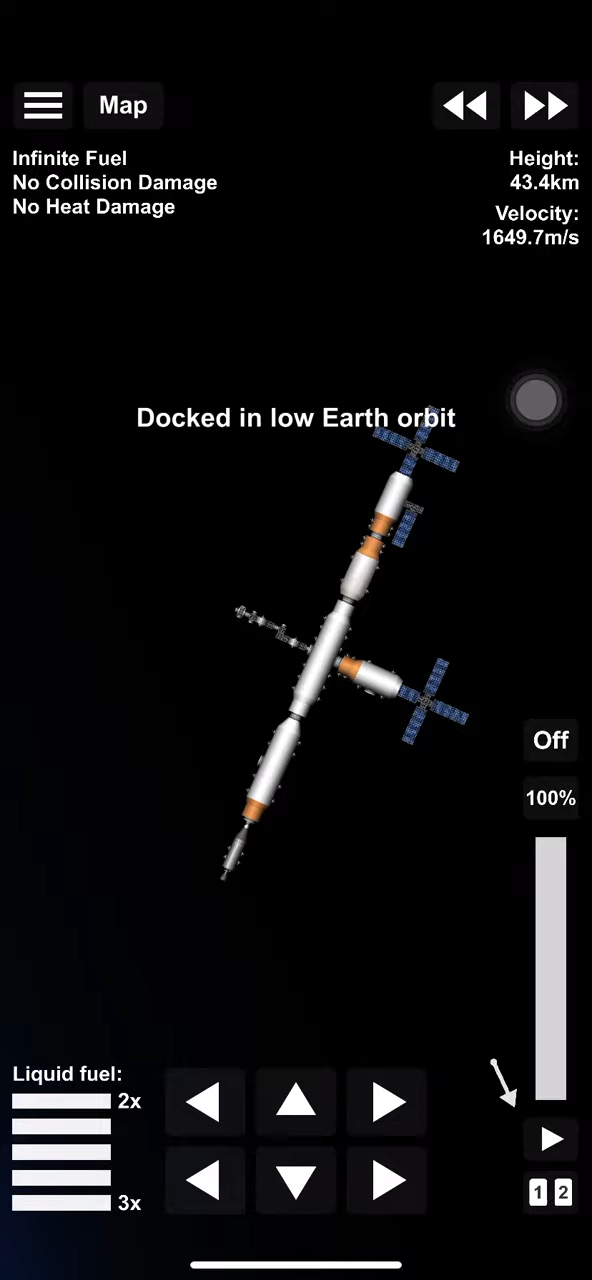 Map
Infinite Fuel
No Collision Damage
No Heat Damage
Height:
43.4km
Velocity:
1649.7m/s
Docked in low Earth orbit
Off
100%
Liquid fuel:
2x
3x
1 2